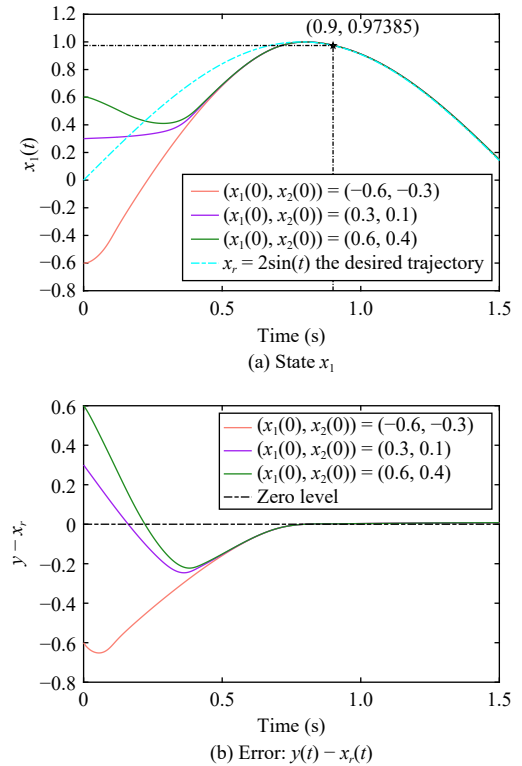 (0.9, 0.97385)
1.2
1.0
0.8
0.6
0.4
0.2
0
−0.2
−0.4
−0.6
−0.8
x₁(t)
(x₁(0), x₂(0)) = (−0.6, −0.3)
(x₁(0), x₂(0)) = (0.3, 0.1)
(x₁(0), x₂(0)) = (0.6, 0.4)
xᵣ = 2sin(t) the desired trajectory
0 0.5 1.0 1.5
Time (s)
(a) State x₁
0.6
0.4
0.2
0
−0.2
−0.4
−0.6
−0.8
y − xᵣ
(x₁(0), x₂(0)) = (−0.6, −0.3)
(x₁(0), x₂(0)) = (0.3, 0.1)
(x₁(0), x₂(0)) = (0.6, 0.4)
Zero level
0 0.5 1.0 1.5
Time (s)
(b) Error: y(t) − xᵣ(t)